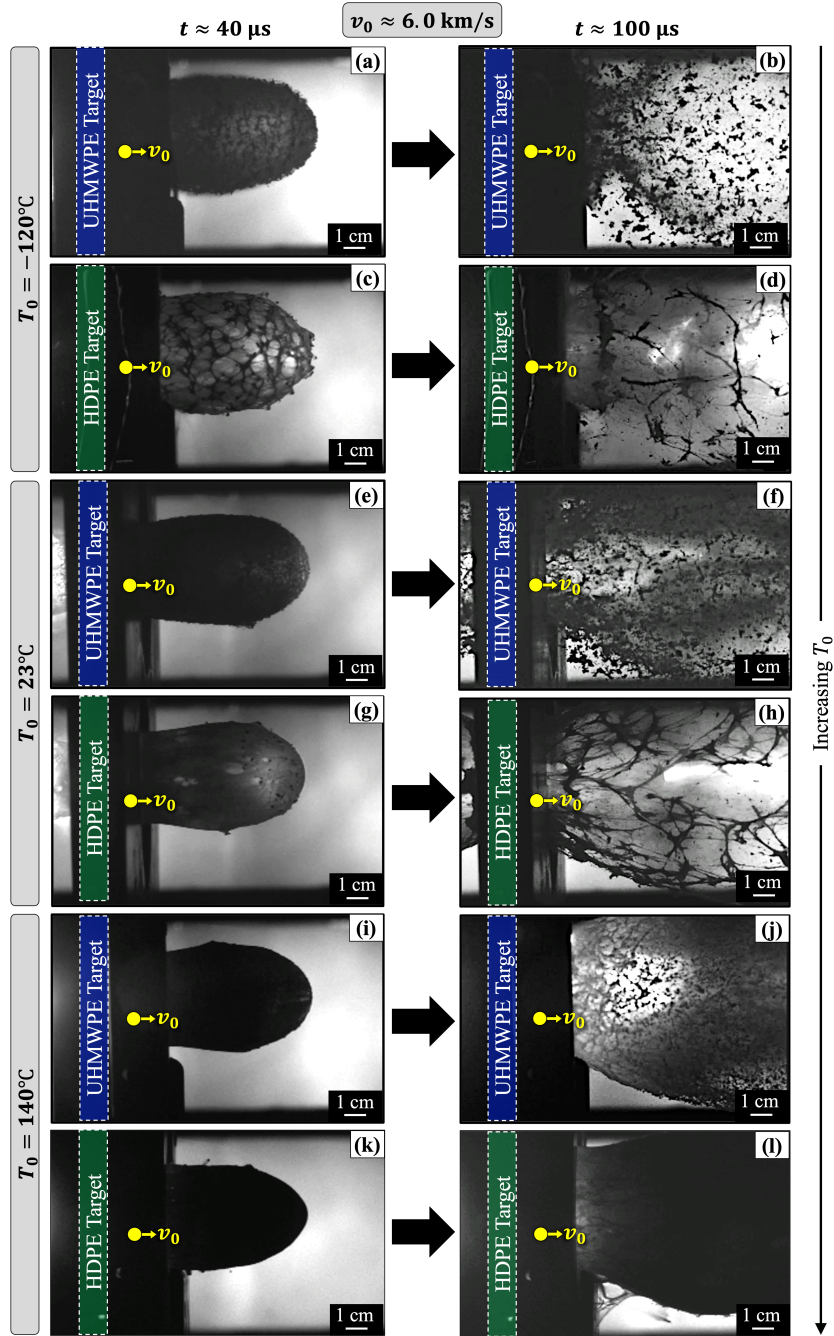 v₀ ≈ 6.0 km/s
t ≈ 40 μs
t ≈ 100 μs
T₀ = −120°C
UHMWPE Target
v₀
(a)
1 cm
UHMWPE Target
v₀
(b)
1 cm
HDPE Target
v₀
(c)
1 cm
HDPE Target
v₀
(d)
1 cm
T₀ = 23°C
UHMWPE Target
v₀
(e)
1 cm
UHMWPE Target
v₀
(f)
1 cm
HDPE Target
v₀
(g)
1 cm
HDPE Target
v₀
(h)
1 cm
T₀ = 140°C
UHMWPE Target
v₀
(i)
1 cm
UHMWPE Target
v₀
(j)
1 cm
HDPE Target
v₀
(k)
1 cm
HDPE Target
v₀
(l)
1 cm
Increasing T₀